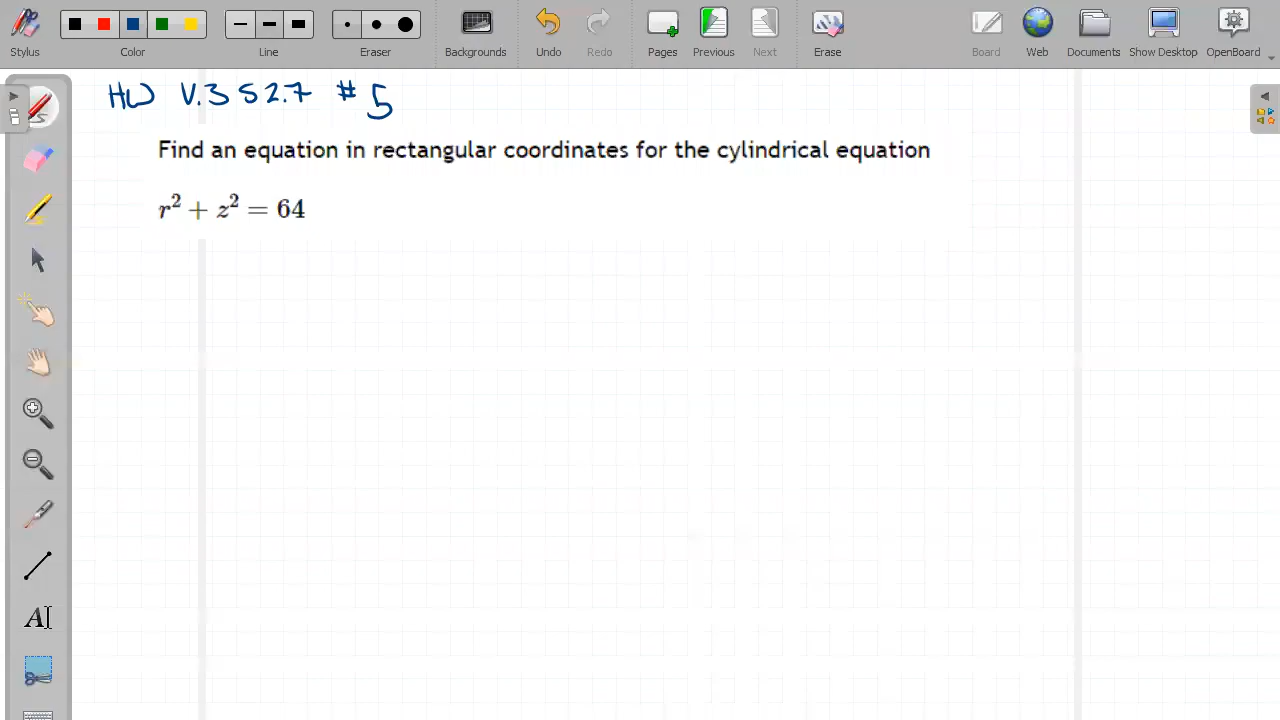 Stylus Color Line Eraser Backgrounds Undo Redo Pages Previous Next Erase Board Web Documents Show Desktop OpenBoard
HW V.3 S2.7 # 5
Find an equation in rectangular coordinates for the cylindrical equation
r² + z² = 64
A